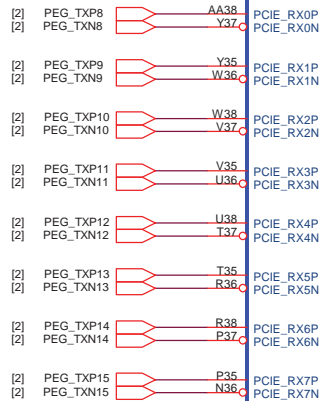 [2] PEG_TXP8 AA38 PCIE_RX0P
[2] PEG_TXN8 Y37 PCIE_RX0N
[2] PEG_TXP9 Y35 PCIE_RX1P
[2] PEG_TXN9 W36 PCIE_RX1N
[2] PEG_TXP10 W38 PCIE_RX2P
[2] PEG_TXN10 V37 PCIE_RX2N
[2] PEG_TXP11 V35 PCIE_RX3P
[2] PEG_TXN11 U36 PCIE_RX3N
[2] PEG_TXP12 U38 PCIE_RX4P
[2] PEG_TXN12 T37 PCIE_RX4N
[2] PEG_TXP13 T35 PCIE_RX5P
[2] PEG_TXN13 R36 PCIE_RX5N
[2] PEG_TXP14 R38 PCIE_RX6P
[2] PEG_TXN14 P37 PCIE_RX6N
[2] PEG_TXP15 P35 PCIE_RX7P
[2] PEG_TXN15 N36 PCIE_RX7N